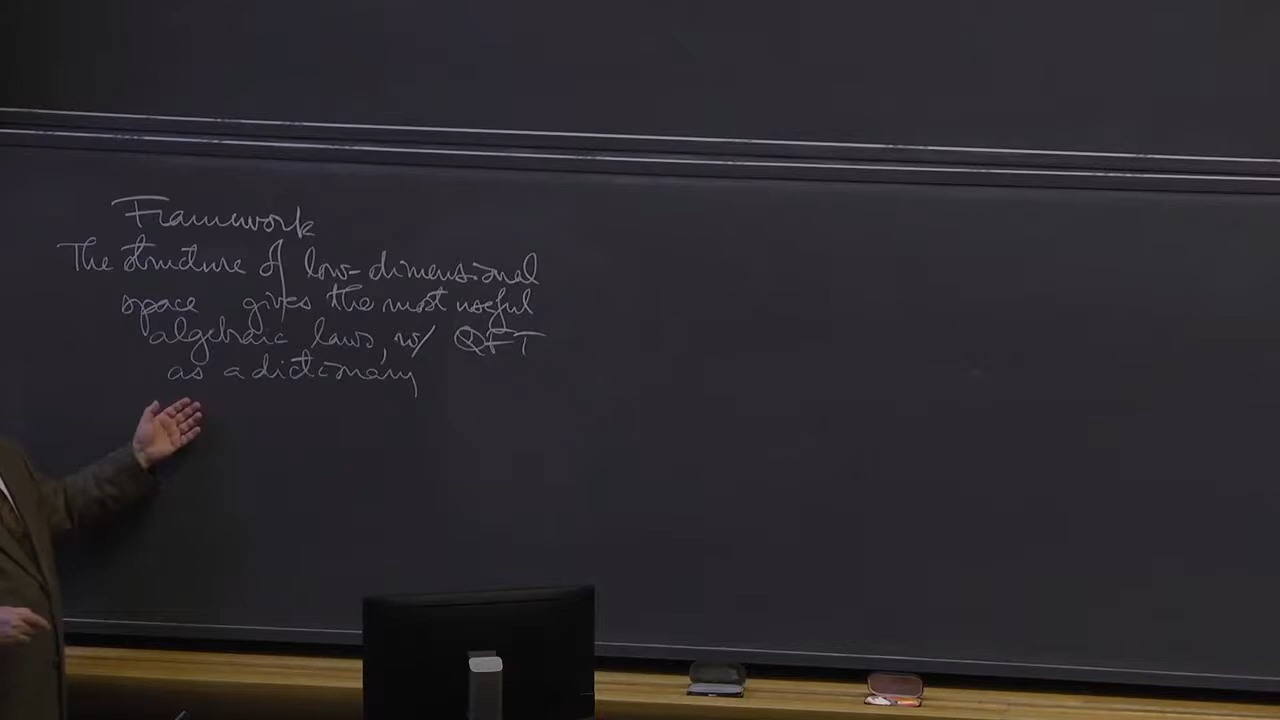 Framework
The structure of low-dimensional
space gives the most useful
algebraic laws, w/ QFT
as a dictionary